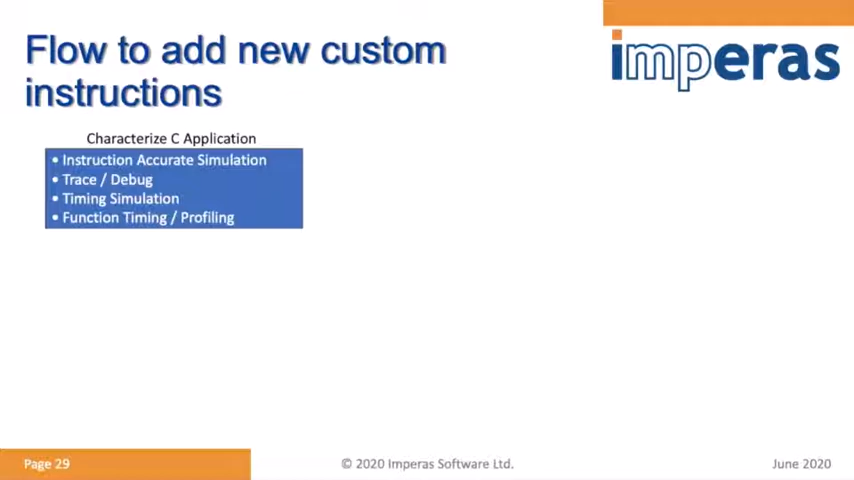 Flow to add new custom
instructions
imperas
Characterize C Application
• Instruction Accurate Simulation
• Trace / Debug
• Timing Simulation
• Function Timing / Profiling
Page 29
© 2020 Imperas Software Ltd.
June 2020